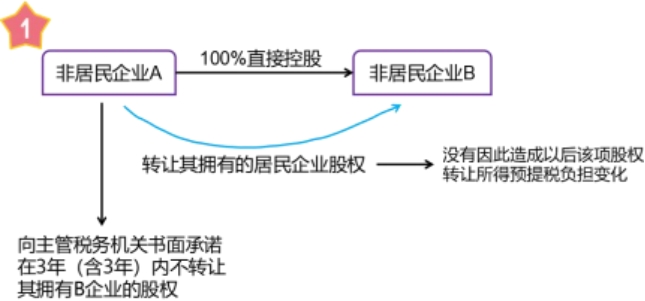 1
100%直接控股
非居民企业A
非居民企业B
转让其拥有的居民企业股权
没有因此造成以后该项股权
转让所得预提税负担变化
向主管税务机关书面承诺
在3年（含3年）内不转让
其拥有B企业的股权